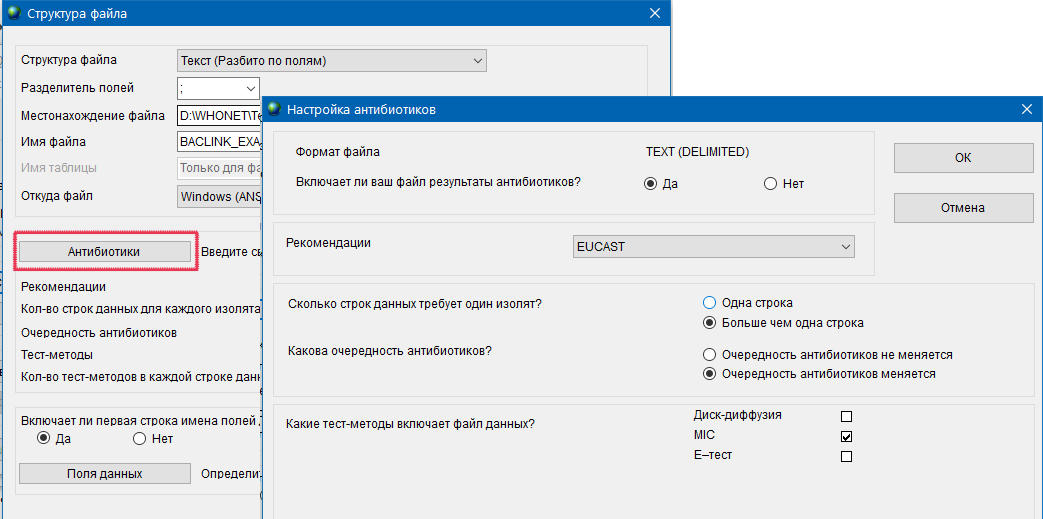 Структура файла
Структура файла
Текст (Разбито по полям)
Разделитель полей
;
Местонахождение файла
D:\WHONET\Te
Имя файла
BACLINK_EXA
Имя таблицы
Только для фа
Откуда файл
Windows (ANS
Антибиотики
Введите
Рекомендации
Кол-во строк данных для каждого изолята
Очередность антибиотиков
Тест-методы
Кол-во тест-методов в каждой строке дан
Включает ли первая строка имена полей
Да
Нет
Поля данных
Определит
Настройка антибиотиков
Формат файла
TEXT (DELIMITED)
Включает ли ваш файл результаты антибиотиков?
Да
Нет
ОК
Отмена
Рекомендации
EUCAST
Сколько строк данных требует один изолят?
Одна строка
Больше чем одна строка
Какова очередность антибиотиков?
Очередность антибиотиков не меняется
Очередность антибиотиков меняется
Какие тест-методы включает файл данных?
Диск-диффузия
MIC
Е–тест